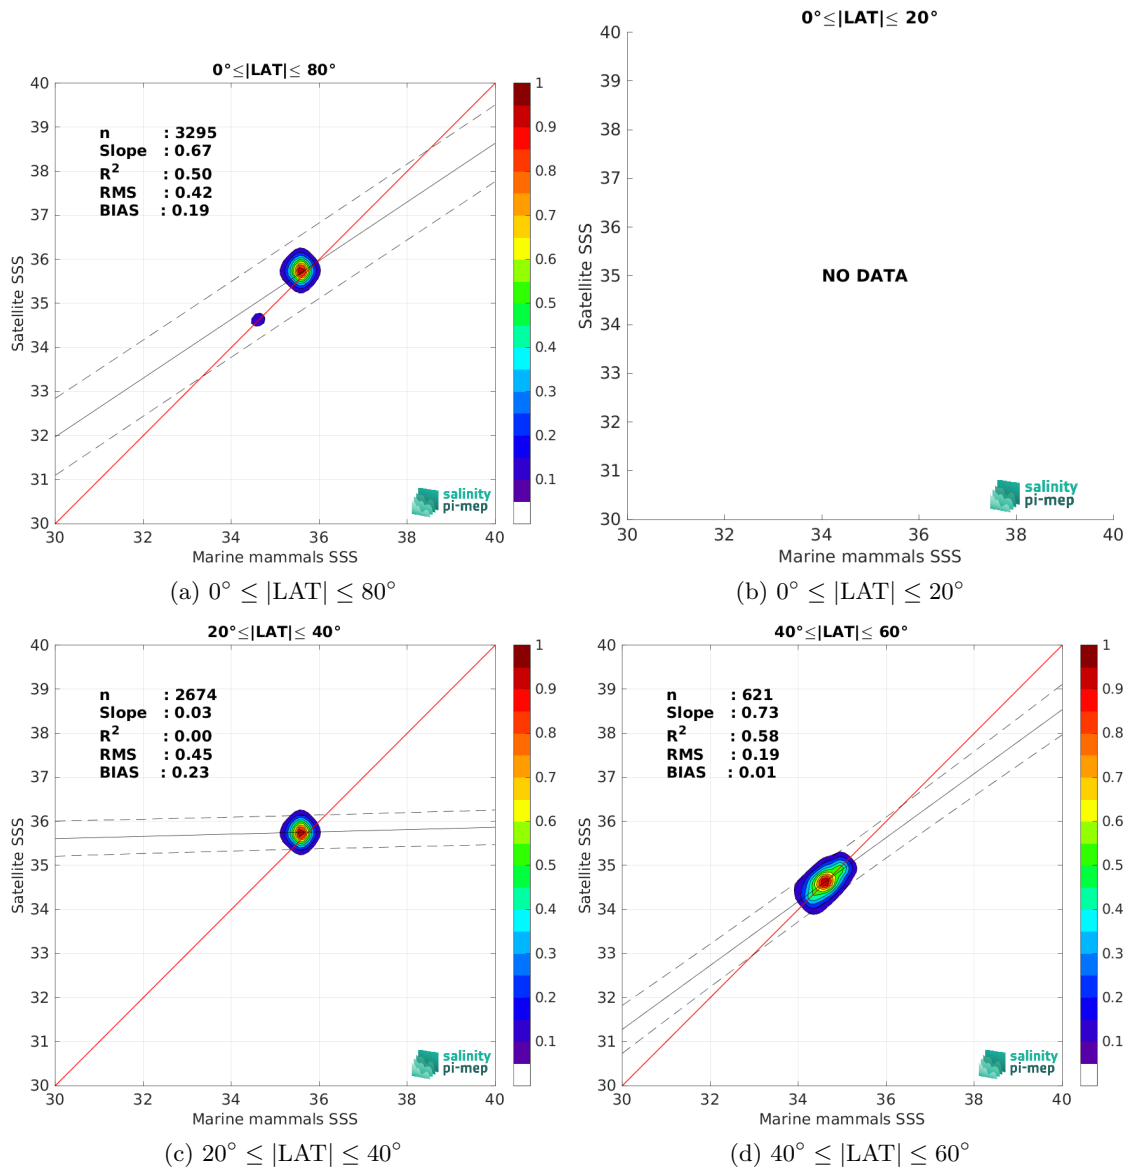 0°≤|LAT|≤ 80°
40
39
38
37
36
35
34
33
32
31
30
Satellite SSS
n : 3295
Slope : 0.67
R² : 0.50
RMS : 0.42
BIAS : 0.19
salinity
pi-mep
30 32 34 36 38 40
Marine mammals SSS
1
0.9
0.8
0.7
0.6
0.5
0.4
0.3
0.2
0.1
(a) 0° ≤ |LAT| ≤ 80°
0°≤|LAT|≤ 20°
40
39
38
37
36
35
34
33
32
31
30
Satellite SSS
NO DATA
salinity
pi-mep
30 32 34 36 38 40
Marine mammals SSS
(b) 0° ≤ |LAT| ≤ 20°
20°≤|LAT|≤ 40°
40
39
38
37
36
35
34
33
32
31
30
Satellite SSS
n : 2674
Slope : 0.03
R² : 0.00
RMS : 0.45
BIAS : 0.23
salinity
pi-mep
30 32 34 36 38 40
Marine mammals SSS
1
0.9
0.8
0.7
0.6
0.5
0.4
0.3
0.2
0.1
(c) 20° ≤ |LAT| ≤ 40°
40°≤|LAT|≤ 60°
40
39
38
37
36
35
34
33
32
31
30
Satellite SSS
n : 621
Slope : 0.73
R² : 0.58
RMS : 0.19
BIAS : 0.01
salinity
pi-mep
30 32 34 36 38 40
Marine mammals SSS
1
0.9
0.8
0.7
0.6
0.5
0.4
0.3
0.2
0.1
(d) 40° ≤ |LAT| ≤ 60°